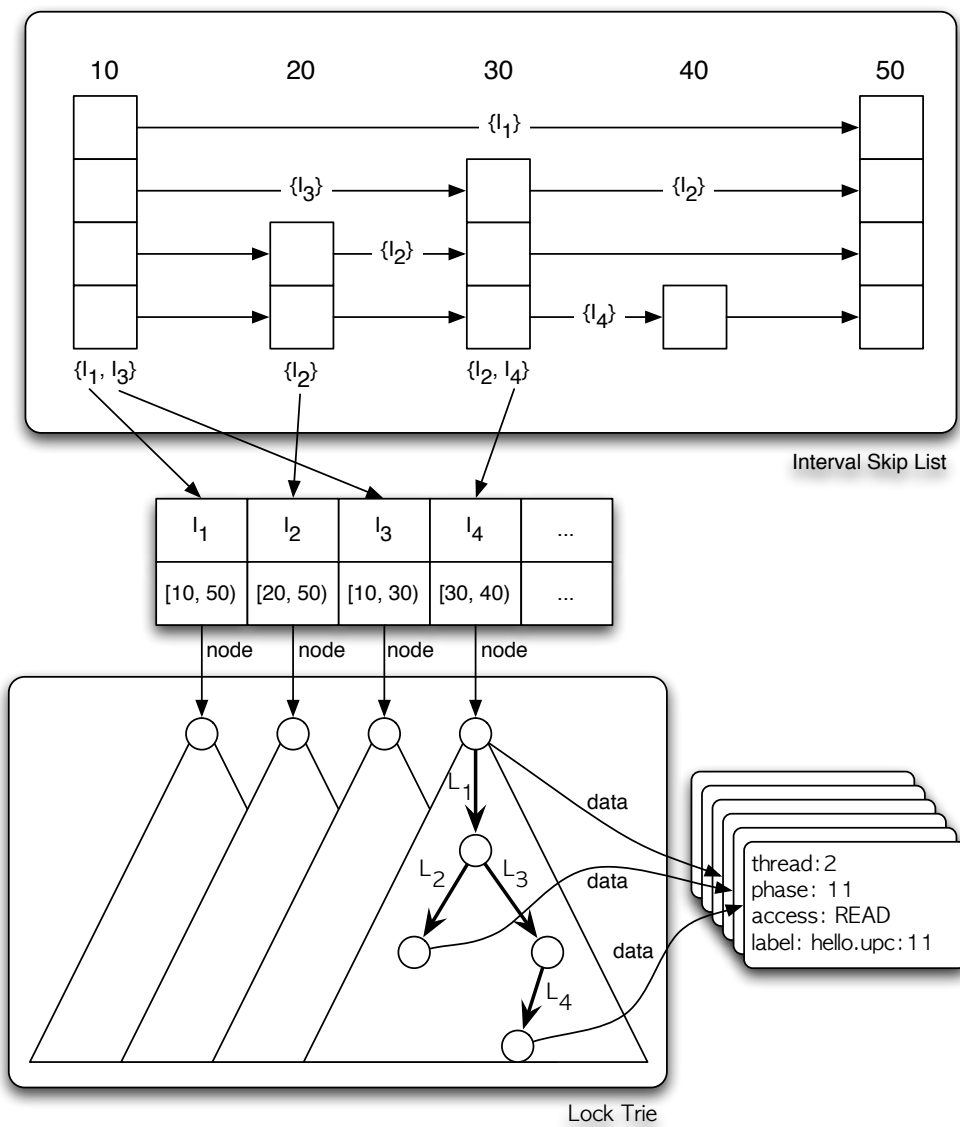 10 20 30 40 50
{I1}
{I3} {I2}
{I2}
{I4}
{I1, I3} {I2} {I2, I4}
Interval Skip List
I1 I2 I3 I4 ...
[10, 50) [20, 50) [10, 30) [30, 40) ...
node node node node
L1
data
L2 L3
data
data
L4
thread:2
phase: 11
access: READ
label: hello.upc:11
Lock Trie